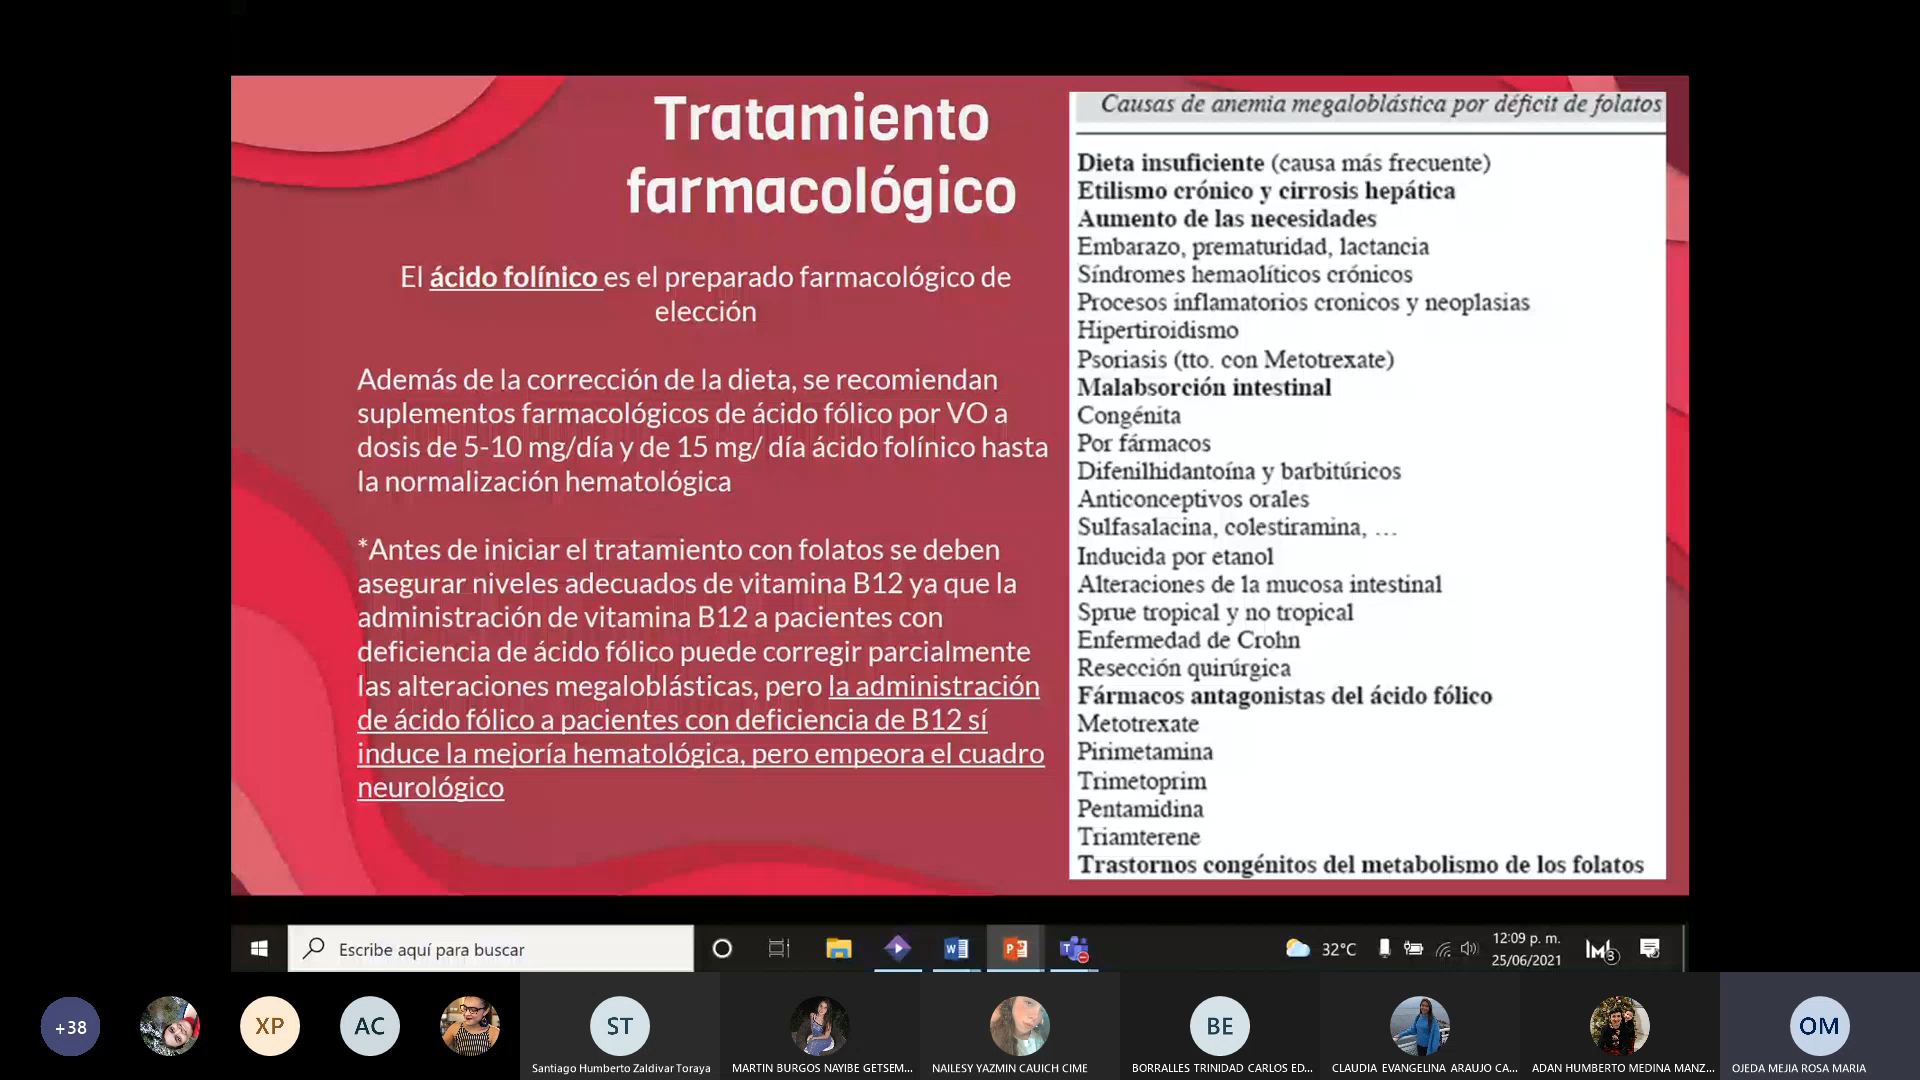 Tratamiento
farmacológico
El ácido folínico es el preparado farmacológico de
elección
Además de la corrección de la dieta, se recomiendan
suplementos farmacológicos de ácido fólico por VO a
dosis de 5-10 mg/día y de 15 mg/ día ácido folínico hasta
la normalización hematológica
*Antes de iniciar el tratamiento con folatos se deben
asegurar niveles adecuados de vitamina B12 ya que la
administración de vitamina B12 a pacientes con
deficiencia de ácido fólico puede corregir parcialmente
las alteraciones megaloblásticas, pero la administración
de ácido fólico a pacientes con deficiencia de B12 sí
induce la mejoría hematológica, pero empeora el cuadro
neurológico
Causas de anemia megaloblástica por déficit de folatos
Dieta insuficiente (causa más frecuente)
Etilismo crónico y cirrosis hepática
Aumento de las necesidades
Embarazo, prematuridad, lactancia
Síndromes hemaolíticos crónicos
Procesos inflamatorios cronicos y neoplasias
Hipertiroidismo
Psoriasis (tto. con Metotrexate)
Malabsorción intestinal
Congénita
Por fármacos
Difenilhidantoína y barbitúricos
Anticonceptivos orales
Sulfasalacina, colestiramina, …
Inducida por etanol
Alteraciones de la mucosa intestinal
Sprue tropical y no tropical
Enfermedad de Crohn
Resección quirúrgica
Fármacos antagonistas del ácido fólico
Metotrexate
Pirimetamina
Trimetoprim
Pentamidina
Triamterene
Trastornos congénitos del metabolismo de los folatos
Escribe aquí para buscar
32°C
12:09 p. m.
25/06/2021
3
+38
XP
AC
ST
BE
OM
Santiago Humberto Zaldivar Toraya
MARTIN BURGOS NAYIBE GETSEM...
NAILESY YAZMIN CAUICH CIME
BORRALLES TRINIDAD CARLOS ED...
CLAUDIA EVANGELINA ARAUJO CA...
ADAN HUMBERTO MEDINA MANZ...
OJEDA MEJIA ROSA MARIA